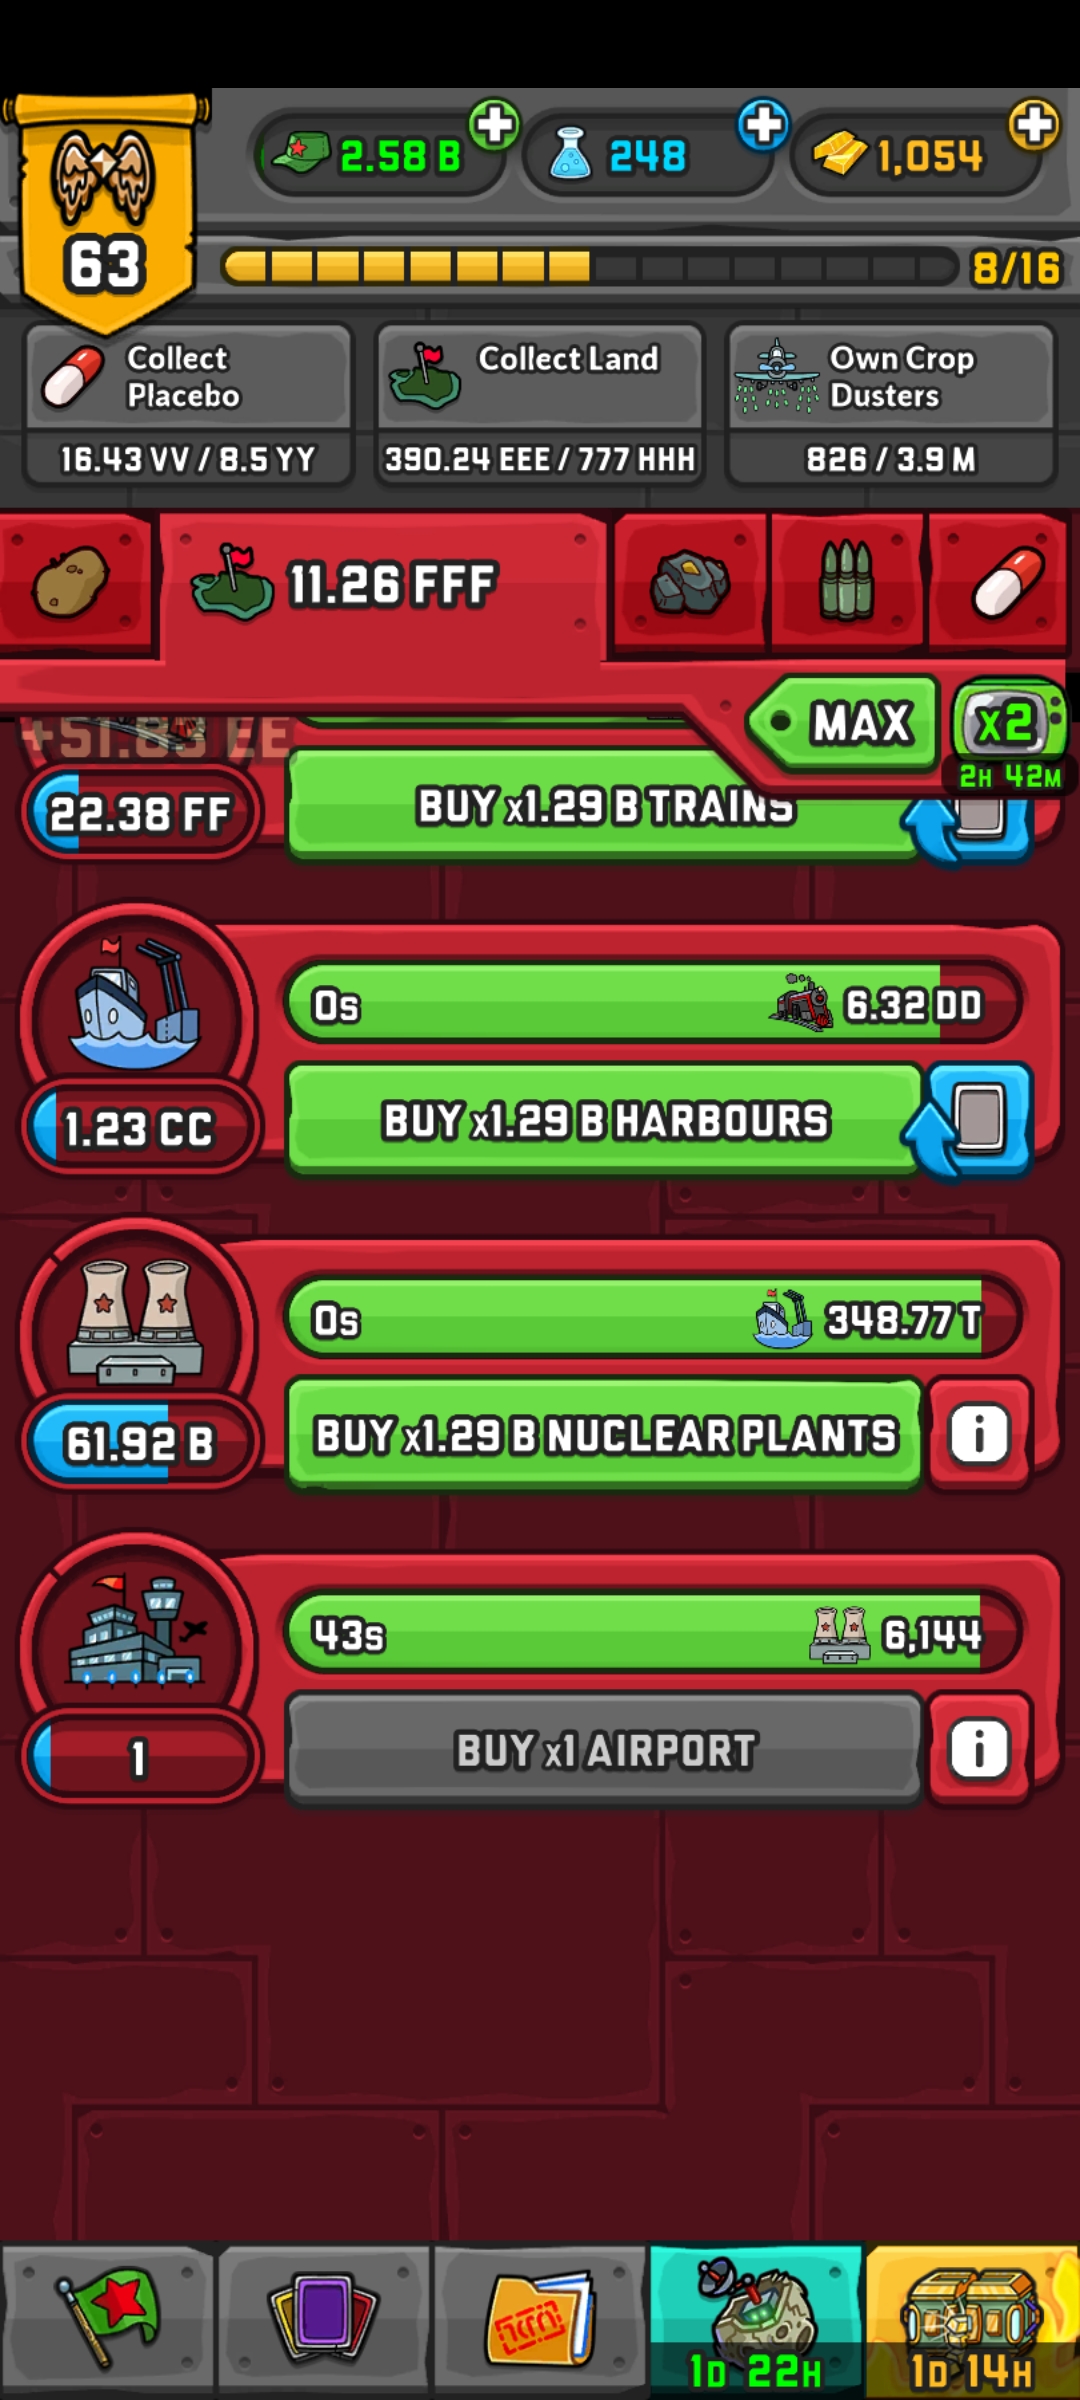 2.58 B
248
1,054
63
8/16
Collect
Placebo
16.43 VV / 8.5 YY
Collect Land
390.24 EEE / 777 HHH
Own Crop
Dusters
826 / 3.9 M
11.26 FFF
MAX
X2
2H 42M
+51.83 EE
22.38 FF
BUY x1.29 B TRAINS
0s
6.32 DD
1.23 CC
BUY x1.29 B HARBOURS
0s
348.77 T
61.92 B
BUY x1.29 B NUCLEAR PLANTS
i
43s
6,144
1
BUY x1 AIRPORT
i
1D 22H
1D 14H